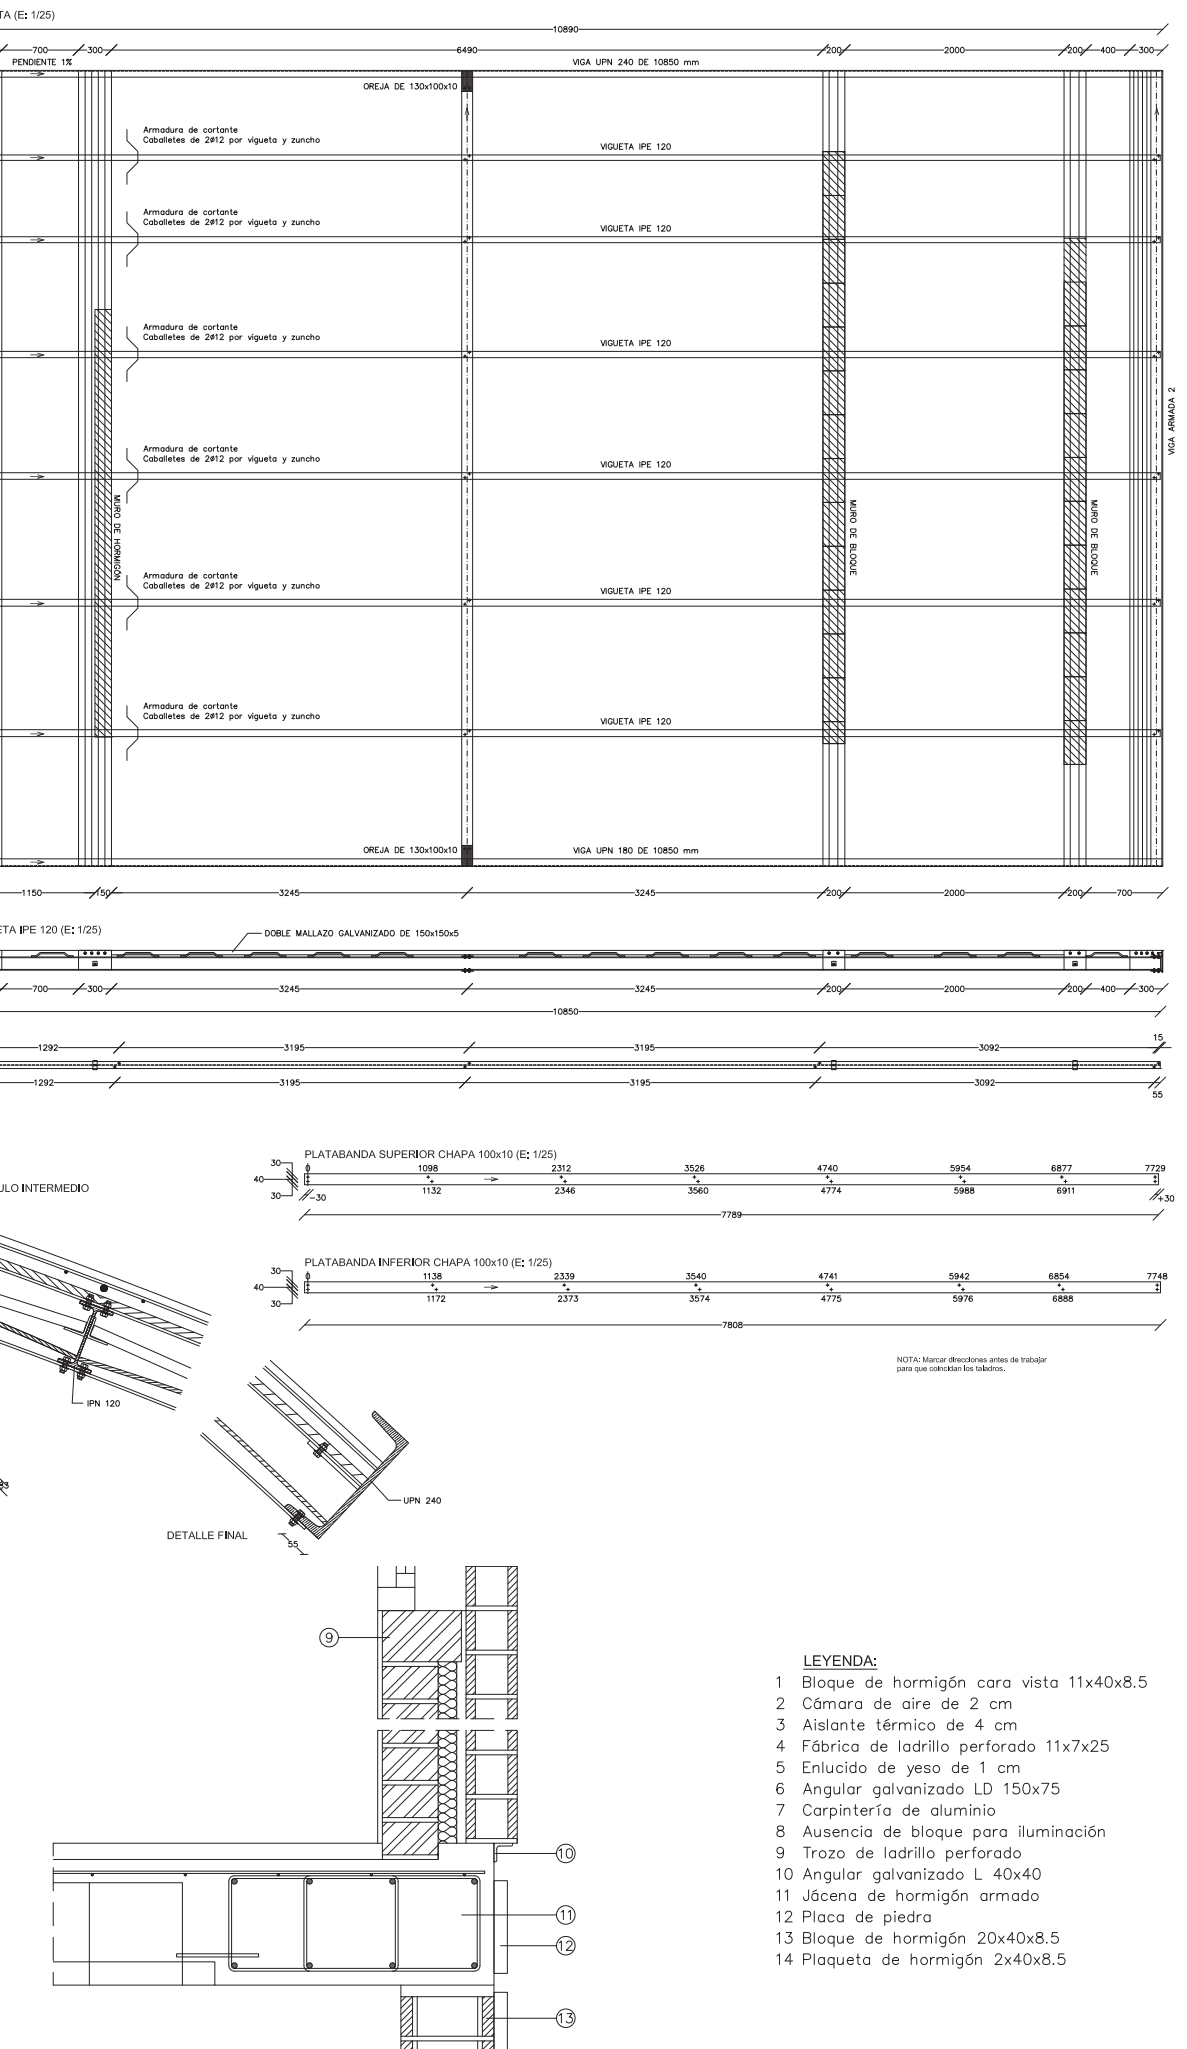 TA (E: 1/25)
10890
700 300 6490 200 2000 200 400 300
PENDIENTE 1% VIGA UPN 240 DE 10850 mm
OREJA DE 130x100x10
Armadura de cortante
Caballetes de 2ø12 por vigueta y zuncho
VIGUETA IPE 120
Armadura de cortante
Caballetes de 2ø12 por vigueta y zuncho
VIGUETA IPE 120
Armadura de cortante
Caballetes de 2ø12 por vigueta y zuncho
VIGUETA IPE 120
VIGA ARMADA 2
Armadura de cortante
Caballetes de 2ø12 por vigueta y zuncho
VIGUETA IPE 120
MURO DE HORMIGÓN
MURO DE BLOQUE
MURO DE BLOQUE
Armadura de cortante
Caballetes de 2ø12 por vigueta y zuncho
VIGUETA IPE 120
Armadura de cortante
Caballetes de 2ø12 por vigueta y zuncho
VIGUETA IPE 120
OREJA DE 130x100x10 VIGA UPN 180 DE 10850 mm
1150 150 3245 3245 200 2000 200 700
ETA IPE 120 (E: 1/25)
DOBLE MALLAZO GALVANIZADO DE 150x150x5
700 300 3245 3245 200 2000 200 400 300
10850
1292 3195 3195 3092 15
1292 3195 3195 3092 55
PLATABANDA SUPERIOR CHAPA 100x10 (E: 1/25)
30 0 1098 2312 3526 4740 5954 6877 7729
40
30 -30 1132 2346 3560 4774 5988 6911 +30
7789
ULO INTERMEDIO
PLATABANDA INFERIOR CHAPA 100x10 (E: 1/25)
30 0 1138 2339 3540 4741 5942 6854 7748
40
30 1172 2373 3574 4775 5976 6888
7808
NOTA: Marcar direcciones antes de trabajar
para que coincidan los taladros.
IPN 120
UPN 240
DETALLE FINAL
55
9
10
11
12
13
LEYENDA:
1 Bloque de hormigón cara vista 11x40x8.5
2 Cámara de aire de 2 cm
3 Aislante térmico de 4 cm
4 Fábrica de ladrillo perforado 11x7x25
5 Enlucido de yeso de 1 cm
6 Angular galvanizado LD 150x75
7 Carpintería de aluminio
8 Ausencia de bloque para iluminación
9 Trozo de ladrillo perforado
10 Angular galvanizado L 40x40
11 Jácena de hormigón armado
12 Placa de piedra
13 Bloque de hormigón 20x40x8.5
14 Plaqueta de hormigón 2x40x8.5